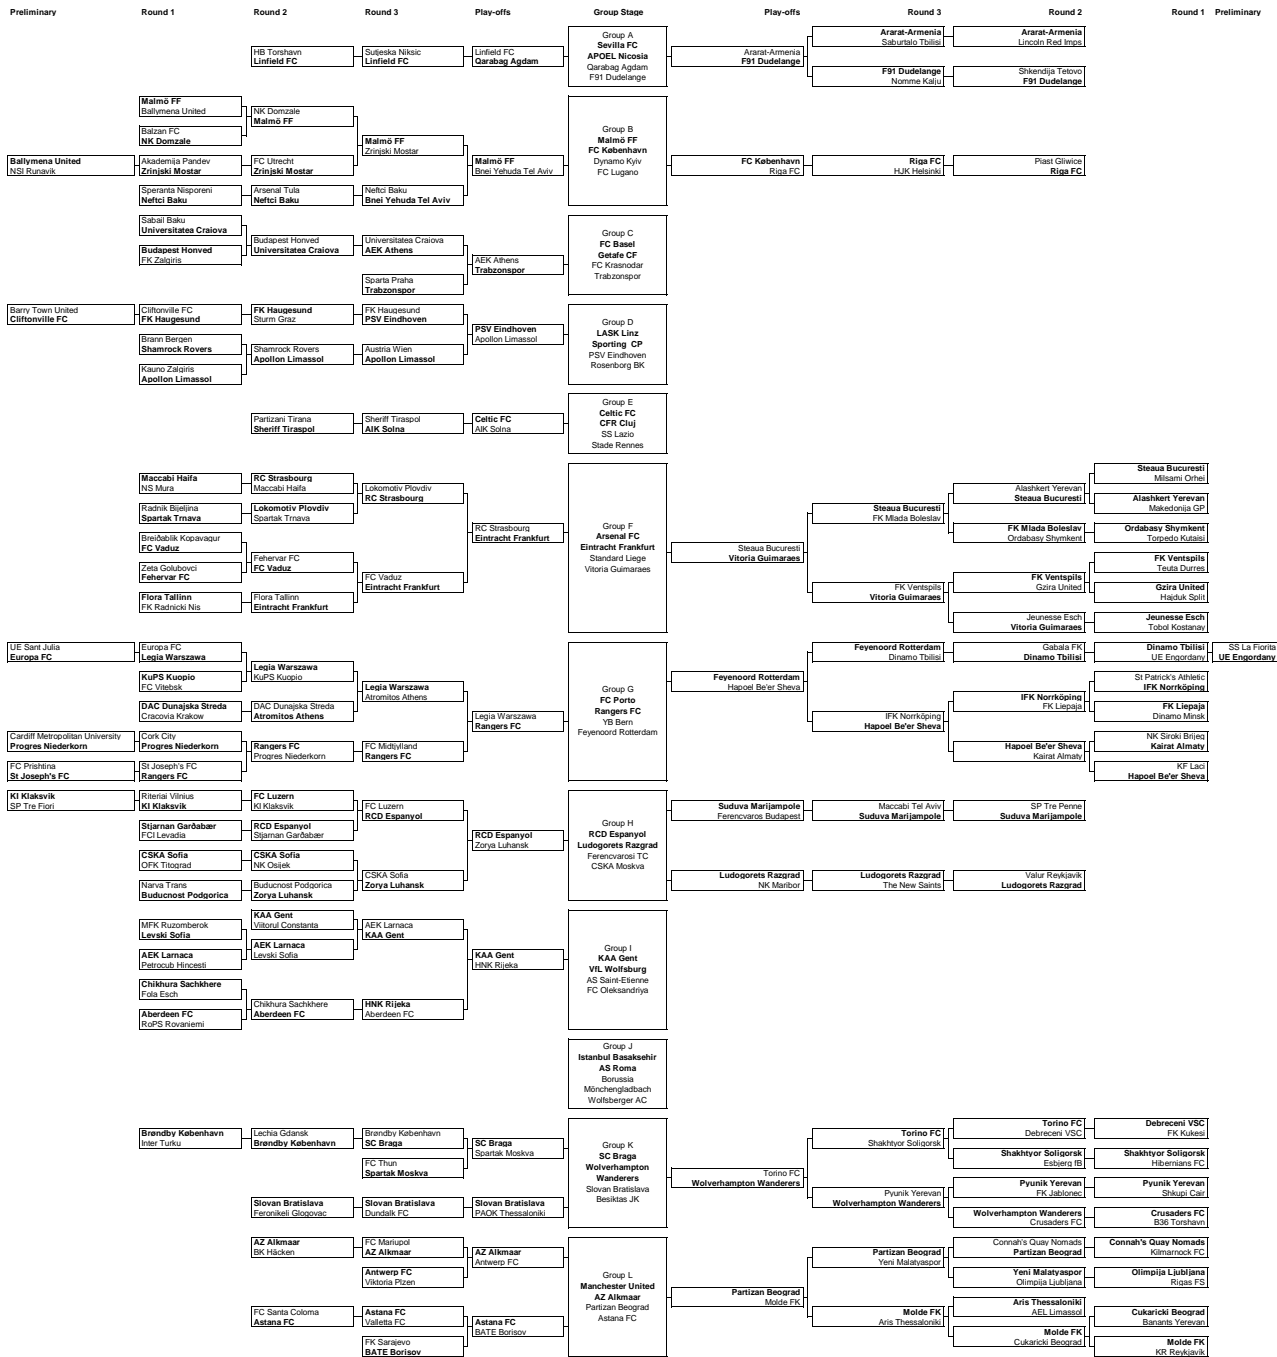 Preliminary
Round 1
Round 2
Round 3
Play-offs
Group Stage
Play-offs
Round 3
Round 2
Round 1
Preliminary
HB Torshavn
Linfield FC
Sutjeska Niksic
Linfield FC
Linfield FC
Qarabag Agdam
Group A
Sevilla FC
APOEL Nicosia
Qarabag Agdam
F91 Dudelange
Ararat-Armenia
F91 Dudelange
Ararat-Armenia
Saburtalo Tbilisi
Ararat-Armenia
Lincoln Red Imps
F91 Dudelange
Nomme Kalju
Shkendija Tetovo
F91 Dudelange
Malmö FF
Ballymena United
Balzan FC
NK Domzale
NK Domzale
Malmö FF
Ballymena United
NSI Runavik
Akademija Pandev
Zrinjski Mostar
FC Utrecht
Zrinjski Mostar
Malmö FF
Zrinjski Mostar
Speranta Nisporeni
Neftci Baku
Arsenal Tula
Neftci Baku
Neftci Baku
Bnei Yehuda Tel Aviv
Malmö FF
Bnei Yehuda Tel Aviv
Group B
Malmö FF
FC København
Dynamo Kyiv
FC Lugano
FC København
Riga FC
Riga FC
HJK Helsinki
Piast Gliwice
Riga FC
Sabail Baku
Universitatea Craiova
Budapest Honved
FK Zalgiris
Budapest Honved
Universitatea Craiova
Universitatea Craiova
AEK Athens
Sparta Praha
Trabzonspor
AEK Athens
Trabzonspor
Group C
FC Basel
Getafe CF
FC Krasnodar
Trabzonspor
Barry Town United
Cliftonville FC
Cliftonville FC
FK Haugesund
FK Haugesund
Sturm Graz
FK Haugesund
PSV Eindhoven
Brann Bergen
Shamrock Rovers
Kauno Zalgiris
Apollon Limassol
Shamrock Rovers
Apollon Limassol
Austria Wien
Apollon Limassol
PSV Eindhoven
Apollon Limassol
Group D
LASK Linz
Sporting CP
PSV Eindhoven
Rosenborg BK
Partizani Tirana
Sheriff Tiraspol
Sheriff Tiraspol
AIK Solna
Celtic FC
AIK Solna
Group E
Celtic FC
CFR Cluj
SS Lazio
Stade Rennes
Maccabi Haifa
NS Mura
RC Strasbourg
Maccabi Haifa
Radnik Bijeljina
Spartak Trnava
Lokomotiv Plovdiv
Spartak Trnava
Lokomotiv Plovdiv
RC Strasbourg
Breiðablik Kopavagur
FC Vaduz
Zeta Golubovci
Fehervar FC
Fehervar FC
FC Vaduz
Flora Tallinn
FK Radnicki Nis
Flora Tallinn
Eintracht Frankfurt
FC Vaduz
Eintracht Frankfurt
RC Strasbourg
Eintracht Frankfurt
Group F
Arsenal FC
Eintracht Frankfurt
Standard Liege
Vitoria Guimaraes
Steaua Bucuresti
Vitoria Guimaraes
Steaua Bucuresti
FK Mlada Boleslav
FK Ventspils
Vitoria Guimaraes
Alashkert Yerevan
Steaua Bucuresti
FK Mlada Boleslav
Ordabasy Shymkent
FK Ventspils
Gzira United
Jeunesse Esch
Vitoria Guimaraes
Steaua Bucuresti
Milsami Orhei
Alashkert Yerevan
Makedonija GP
Ordabasy Shymkent
Torpedo Kutaisi
FK Ventspils
Teuta Durres
Gzira United
Hajduk Split
Jeunesse Esch
Tobol Kostanay
UE Sant Julia
Europa FC
Europa FC
Legia Warszawa
KuPS Kuopio
FC Vitebsk
Legia Warszawa
KuPS Kuopio
DAC Dunajska Streda
Cracovia Krakow
DAC Dunajska Streda
Atromitos Athens
Legia Warszawa
Atromitos Athens
Cardiff Metropolitan University
Progres Niederkorn
Cork City
Progres Niederkorn
FC Prishtina
St Joseph's FC
St Joseph's FC
Rangers FC
Rangers FC
Progres Niederkorn
FC Midtjylland
Rangers FC
Legia Warszawa
Rangers FC
Group G
FC Porto
Rangers FC
YB Bern
Feyenoord Rotterdam
Feyenoord Rotterdam
Hapoel Be'er Sheva
Feyenoord Rotterdam
Dinamo Tbilisi
IFK Norrköping
Hapoel Be'er Sheva
Gabala FK
Dinamo Tbilisi
IFK Norrköping
FK Liepaja
Hapoel Be'er Sheva
Kairat Almaty
Dinamo Tbilisi
UE Engordany
SS La Fiorita
UE Engordany
St Patrick's Athletic
IFK Norrköping
FK Liepaja
Dinamo Minsk
NK Siroki Brijeg
Kairat Almaty
KF Laci
Hapoel Be'er Sheva
KI Klaksvik
SP Tre Fiori
Riteriai Vilnius
KI Klaksvik
FC Luzern
KI Klaksvik
Stjarnan Garðabær
FCI Levadia
RCD Espanyol
Stjarnan Garðabær
FC Luzern
RCD Espanyol
CSKA Sofia
OFK Titograd
CSKA Sofia
NK Osijek
Narva Trans
Buducnost Podgorica
Buducnost Podgorica
Zorya Luhansk
CSKA Sofia
Zorya Luhansk
RCD Espanyol
Zorya Luhansk
Group H
RCD Espanyol
Ludogorets Razgrad
Ferencvarosi TC
CSKA Moskva
Suduva Marijampole
Ferencvaros Budapest
Maccabi Tel Aviv
Suduva Marijampole
SP Tre Penne
Suduva Marijampole
Ludogorets Razgrad
NK Maribor
Ludogorets Razgrad
The New Saints
Valur Reykjavik
Ludogorets Razgrad
MFK Ruzomberok
Levski Sofia
AEK Larnaca
Petrocub Hincesti
KAA Gent
Viitorul Constanta
AEK Larnaca
Levski Sofia
AEK Larnaca
KAA Gent
Chikhura Sachkhere
Fola Esch
Aberdeen FC
RoPS Rovaniemi
Chikhura Sachkhere
Aberdeen FC
HNK Rijeka
Aberdeen FC
KAA Gent
HNK Rijeka
Group I
KAA Gent
VfL Wolfsburg
AS Saint-Etienne
FC Oleksandriya
Group J
Istanbul Basaksehir
AS Roma
Borussia
Mönchengladbach
Wolfsberger AC
Brøndby København
Inter Turku
Lechia Gdansk
Brøndby København
Brøndby København
SC Braga
FC Thun
Spartak Moskva
SC Braga
Spartak Moskva
Slovan Bratislava
Feronikeli Glogovac
Slovan Bratislava
Dundalk FC
Slovan Bratislava
PAOK Thessaloniki
Group K
SC Braga
Wolverhampton
Wanderers
Slovan Bratislava
Besiktas JK
Torino FC
Wolverhampton Wanderers
Torino FC
Shakhtyor Soligorsk
Pyunik Yerevan
Wolverhampton Wanderers
Torino FC
Debreceni VSC
Shakhtyor Soligorsk
Esbjerg fB
Pyunik Yerevan
FK Jablonec
Wolverhampton Wanderers
Crusaders FC
Debreceni VSC
FK Kukesi
Shakhtyor Soligorsk
Hibernians FC
Pyunik Yerevan
Shkupi Cair
Crusaders FC
B36 Torshavn
AZ Alkmaar
BK Häcken
FC Mariupol
AZ Alkmaar
Antwerp FC
Viktoria Plzen
AZ Alkmaar
Antwerp FC
FC Santa Coloma
Astana FC
Astana FC
Valletta FC
FK Sarajevo
BATE Borisov
Astana FC
BATE Borisov
Group L
Manchester United
AZ Alkmaar
Partizan Beograd
Astana FC
Partizan Beograd
Molde FK
Partizan Beograd
Yeni Malatyaspor
Molde FK
Aris Thessaloniki
Connah's Quay Nomads
Partizan Beograd
Yeni Malatyaspor
Olimpija Ljubljana
Aris Thessaloniki
AEL Limassol
Molde FK
Cukaricki Beograd
Connah's Quay Nomads
Kilmarnock FC
Olimpija Ljubljana
Rigas FS
Cukaricki Beograd
Banants Yerevan
Molde FK
KR Reykjavik